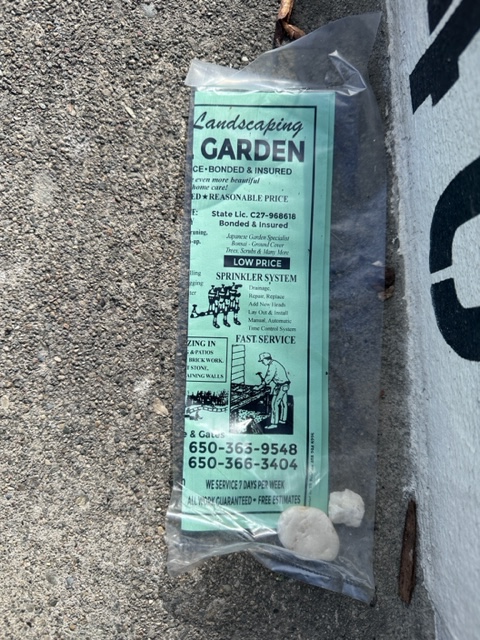 Landscaping
GARDEN
CE•BONDED & INSURED
even more beautiful
home care!
ED★REASONABLE PRICE
State Lic. C27-968618
Bonded & Insured
Japanese Garden Specialist
Bonsai - Ground Cover
Trees, Scrubs & Many More
LOW PRICE
SPRINKLER SYSTEM
Drainage,
Repair, Replace
Add New Heads
Lay Out & Install
Manual, Automatic
Time Control System
FAST SERVICE
ZING IN
& PATIOS
BRICK WORK,
STONE,
AINING WALLS
e & Gates
650-365-9548
650-366-3404
WE SERVICE 7 DAYS PER WEEK
ALL WORK GUARANTEED • FREE ESTIMATES